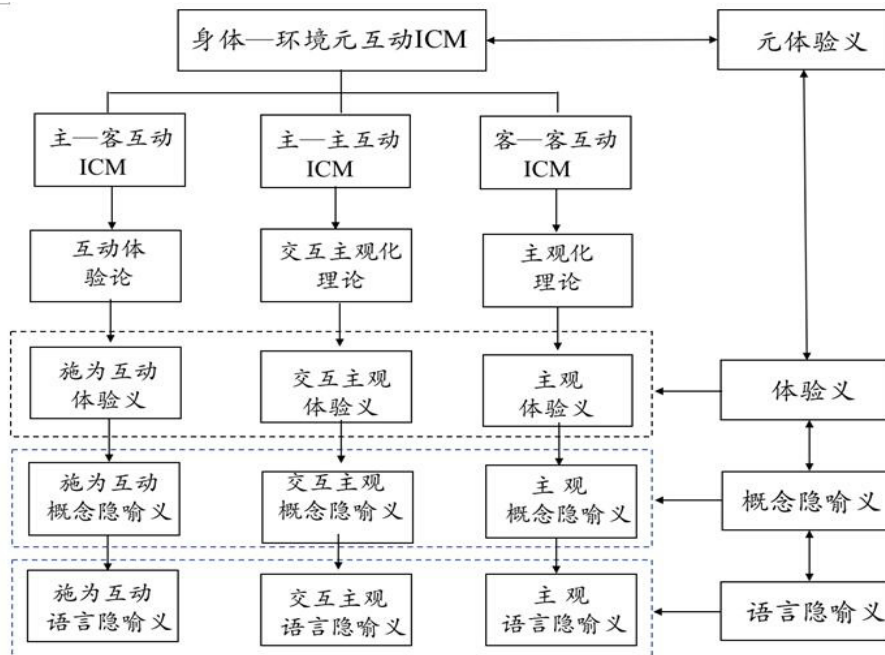 身体—环境元互动ICM
元体验义
主—客互动
ICM
主—主互动
ICM
客—客互动
ICM
互动体
验论
交互主观化
理论
主观化
理论
施为互动
体验义
交互主观
体验义
主观
体验义
体验义
施为互动
概念隐喻义
交互主观
概念隐喻义
主观
概念隐喻义
概念隐喻义
施为互动
语言隐喻义
交互主观
语言隐喻义
主观
语言隐喻义
语言隐喻义